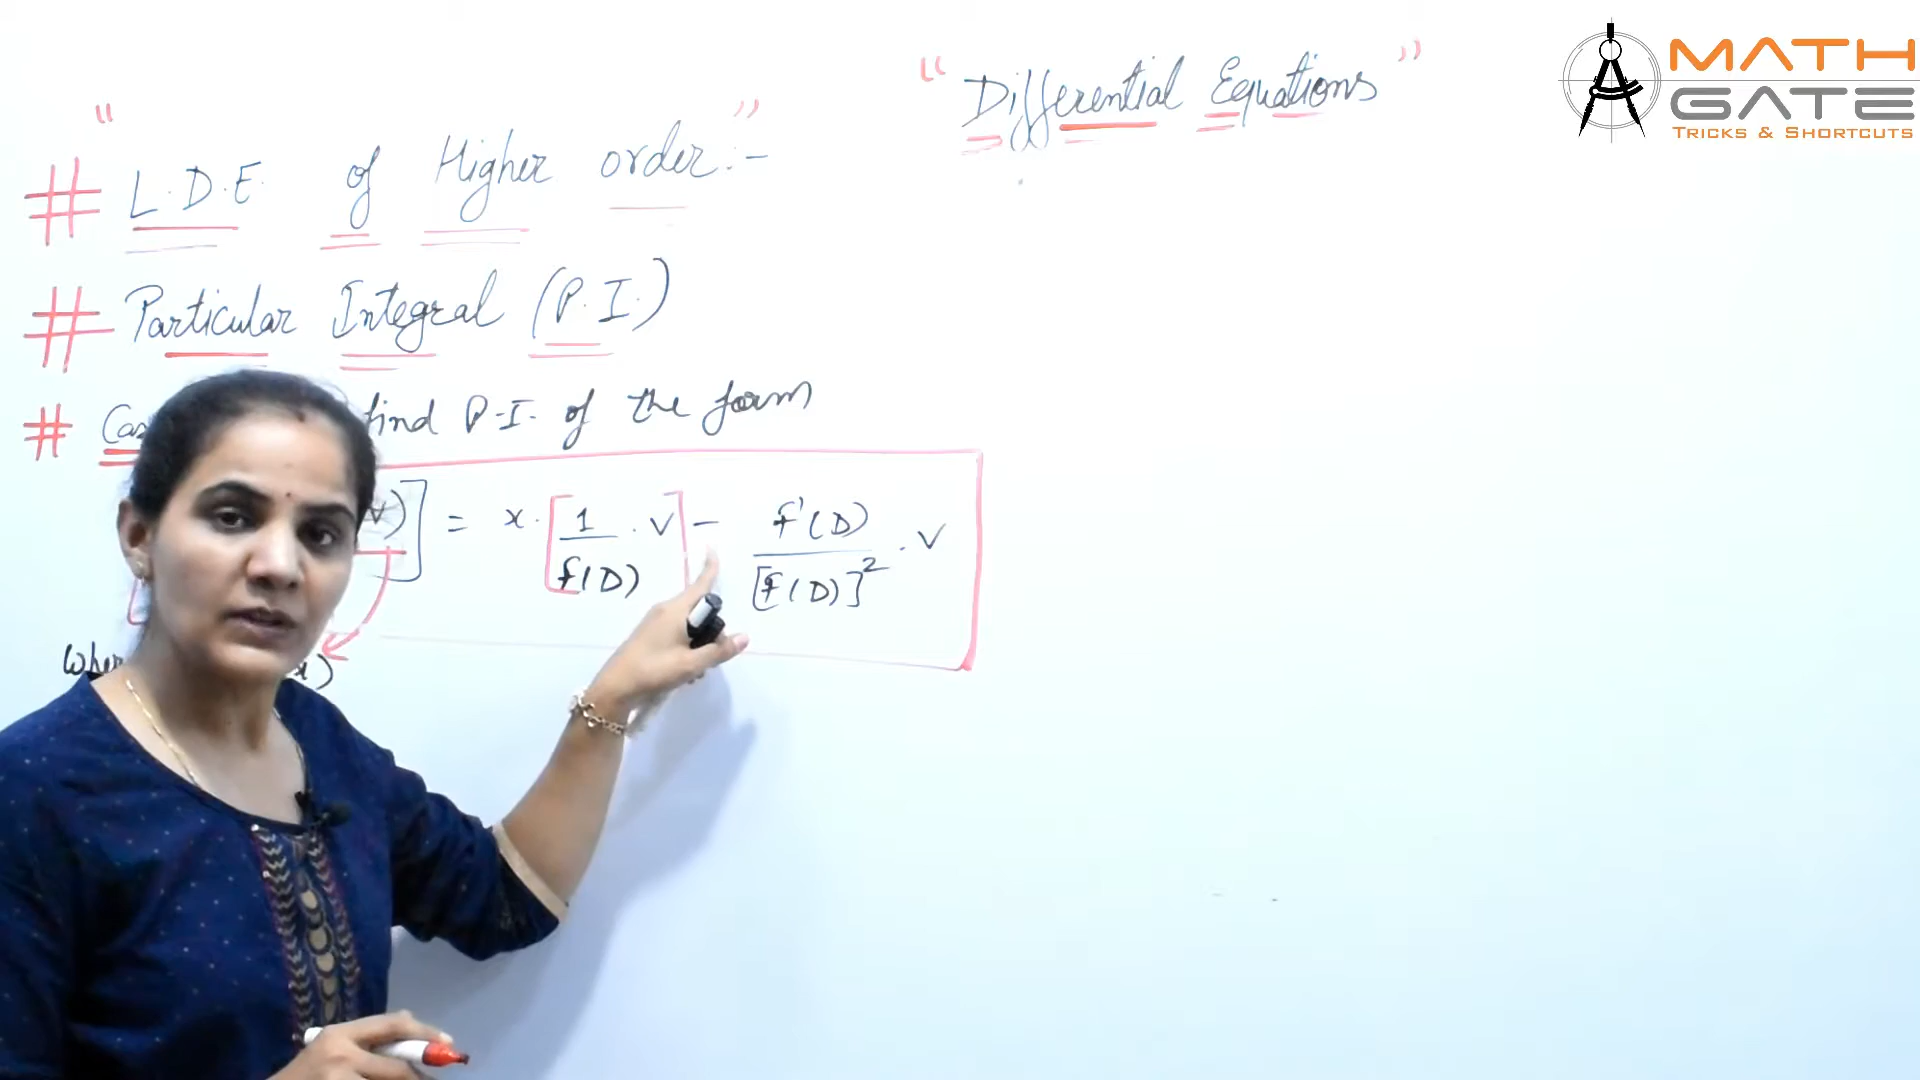 " Differential Equations "
MATH
GATE
TRICKS & SHORTCUTS
" # L.D.E. of Higher order:- "
# Particular Integral (P.I.)
# find P.I. of the form
] = x. [1/f(D) . V] - f'(D)/[f(D)]² . V